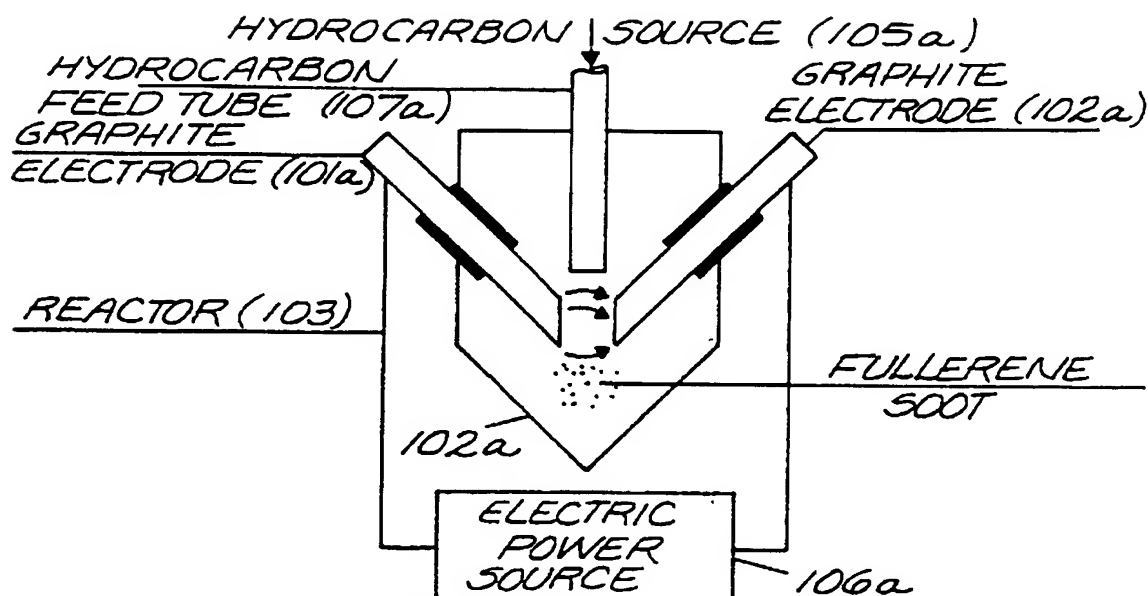 HYDROCARBON SOURCE (105a)
HYDROCARBON
FEED TUBE (107a)
GRAPHITE
ELECTRODE (102a)
GRAPHITE
ELECTRODE (101a)
REACTOR (103)
FULLERENE
SOOT
102a
ELECTRIC
POWER
SOURCE
106a